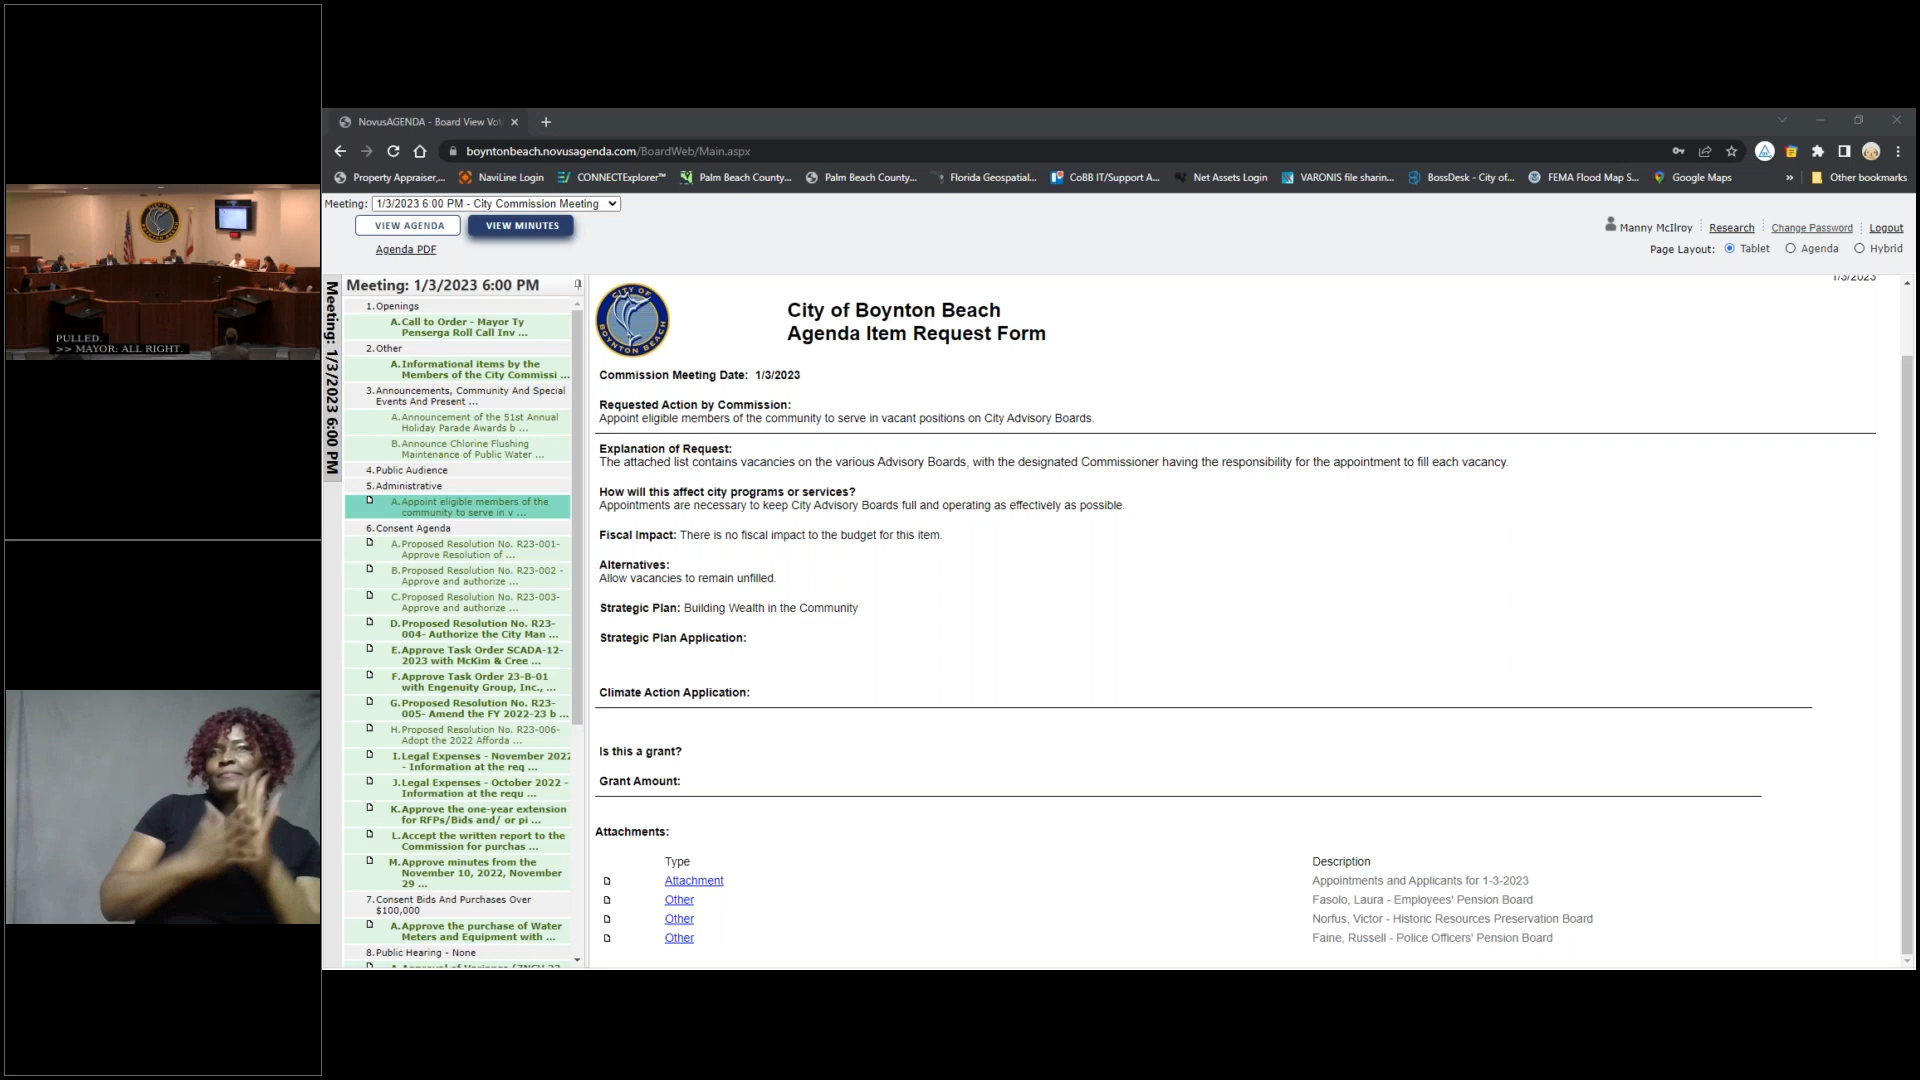 PULLED.
>> MAYOR: ALL RIGHT.
NovusAGENDA - Board View Vo
boyntonbeach.novusagenda.com/BoardWeb/Main.aspx
Property Appraiser,... NaviLine Login CONNECTExplorer™ Palm Beach County... Palm Beach County... Florida Geospatial... CoBB IT/Support A... Net Assets Login VARONIS file sharin... BossDesk - City of... FEMA Flood Map S... Google Maps » Other bookmarks
Meeting: 1/3/2023 6:00 PM - City Commission Meeting
VIEW AGENDA VIEW MINUTES
Agenda PDF
Manny McIlroy Research Change Password Logout
Page Layout: Tablet Agenda Hybrid
Meeting: 1/3/2023 6:00 PM
Meeting: 1/3/2023 6:00 PM
1.Openings
A.Call to Order - Mayor Ty
Penserga Roll Call Inv ...
2.Other
A.Informational items by the
Members of the City Commissi ...
3.Announcements, Community And Special
Events And Present ...
A.Announcement of the 51st Annual
Holiday Parade Awards b ...
B.Announce Chlorine Flushing
Maintenance of Public Water ...
4.Public Audience
5.Administrative
A.Appoint eligible members of the
community to serve in v ...
6.Consent Agenda
A.Proposed Resolution No. R23-001-
Approve Resolution of ...
B.Proposed Resolution No. R23-002 -
Approve and authorize ...
C.Proposed Resolution No. R23-003-
Approve and authorize ...
D.Proposed Resolution No. R23-
004- Authorize the City Man ...
E.Approve Task Order SCADA-12-
2023 with McKim & Cree ...
F.Approve Task Order 23-B-01
with Engenuity Group, Inc., ...
G.Proposed Resolution No. R23-
005- Amend the FY 2022-23 b ...
H.Proposed Resolution No. R23-006-
Adopt the 2022 Afforda ...
I.Legal Expenses - November 2022
- Information at the req ...
J.Legal Expenses - October 2022 -
Information at the requ ...
K.Approve the one-year extension
for RFPs/Bids and/ or pi ...
L.Accept the written report to the
Commission for purchas ...
M.Approve minutes from the
November 10, 2022, November
29 ...
7.Consent Bids And Purchases Over
$100,000
A.Approve the purchase of Water
Meters and Equipment with ...
8.Public Hearing - None
1/3/2023
CITY OF
BOYNTON BEACH
City of Boynton Beach
Agenda Item Request Form
Commission Meeting Date: 1/3/2023
Requested Action by Commission:
Appoint eligible members of the community to serve in vacant positions on City Advisory Boards.
Explanation of Request:
The attached list contains vacancies on the various Advisory Boards, with the designated Commissioner having the responsibility for the appointment to fill each vacancy.
How will this affect city programs or services?
Appointments are necessary to keep City Advisory Boards full and operating as effectively as possible.
Fiscal Impact: There is no fiscal impact to the budget for this item.
Alternatives:
Allow vacancies to remain unfilled.
Strategic Plan: Building Wealth in the Community
Strategic Plan Application:
Climate Action Application:
Is this a grant?
Grant Amount:
Attachments:
Type Description
Attachment Appointments and Applicants for 1-3-2023
Other Fasolo, Laura - Employees' Pension Board
Other Norfus, Victor - Historic Resources Preservation Board
Other Faine, Russell - Police Officers' Pension Board